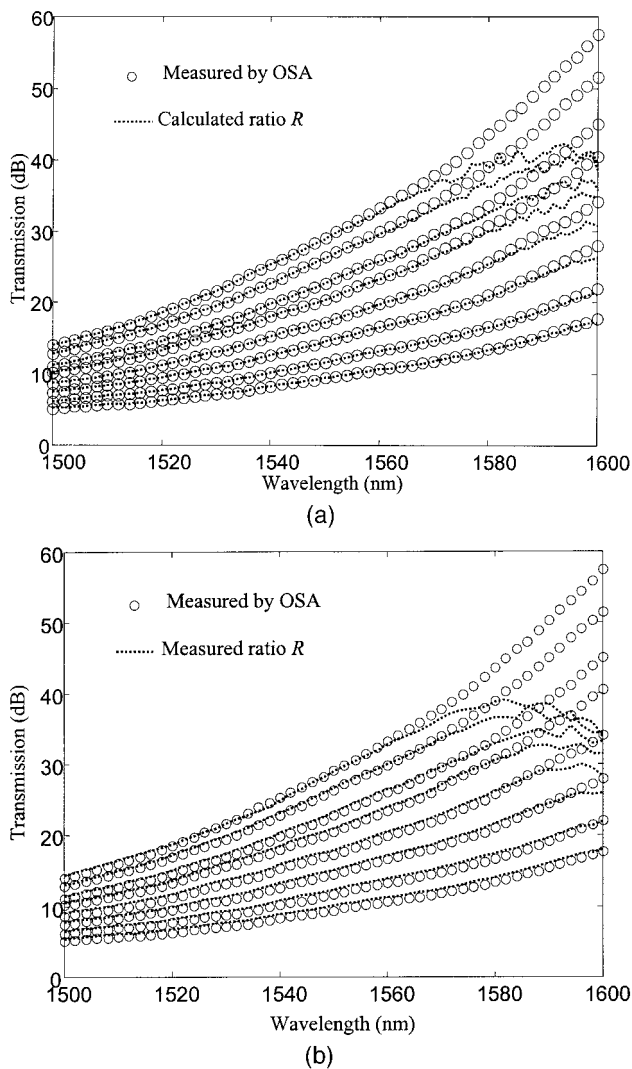 60
50
40
30
20
10
0
Transmission (dB)
Measured by OSA
Calculated ratio R
1500 1520 1540 1560 1580 1600
Wavelength (nm)
(a)
60
50
40
30
20
10
0
Transmission (dB)
Measured by OSA
Measured ratio R
1500 1520 1540 1560 1580 1600
Wavelength (nm)
(b)